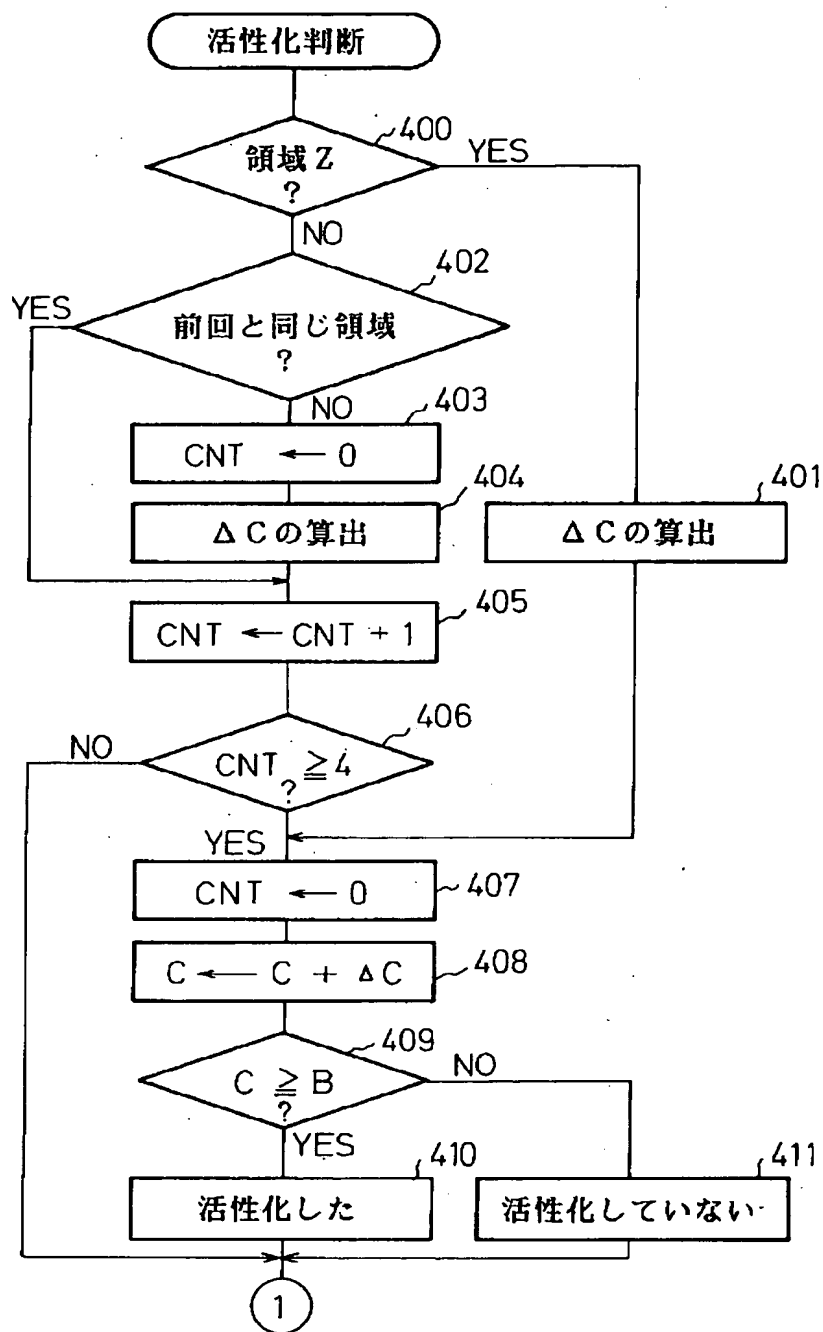 活性化判断
400
領域Z
?
YES
NO
402
YES
前回と同じ領域
?
NO
403
CNT ← 0
404
ΔCの算出
401
ΔCの算出
405
CNT ← CNT + 1
406
NO
CNT ≧ 4
?
YES
CNT ← 0
407
C ← C + ΔC
408
409
C ≧ B
?
NO
YES
410
活性化した
411
活性化していない
1